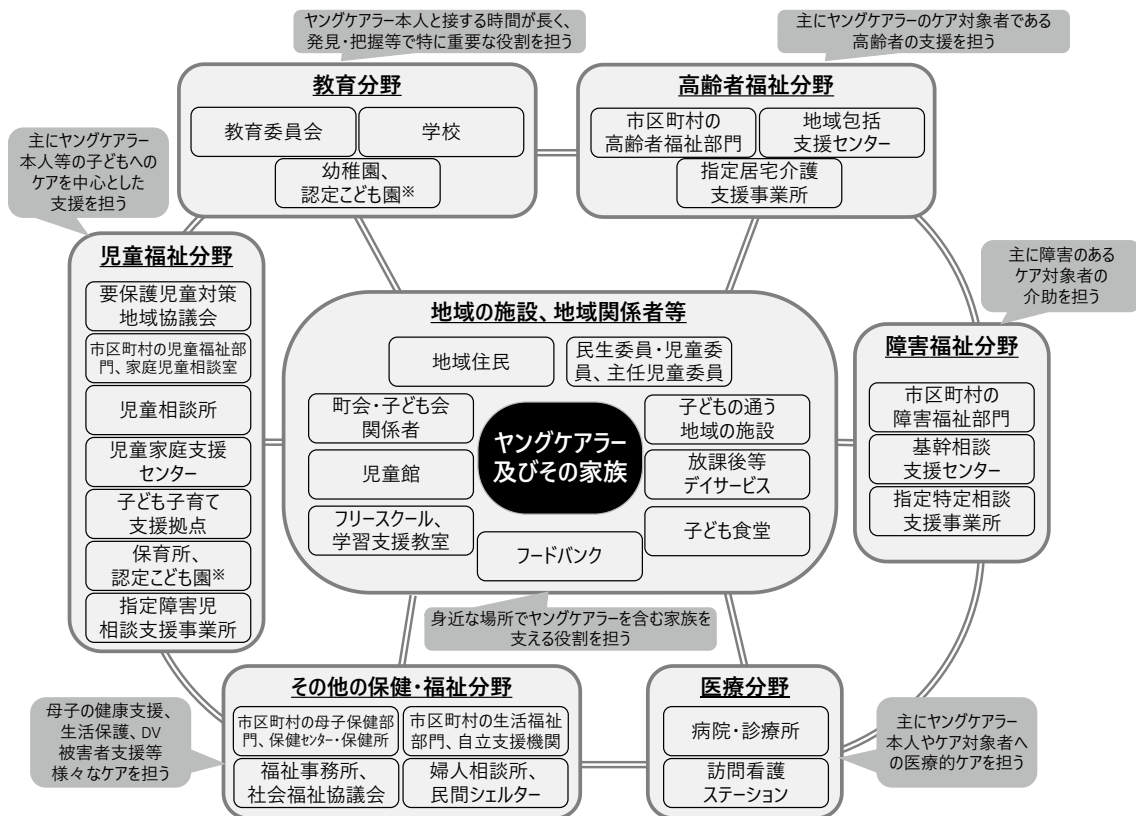 ヤングケアラー本人と接する時間が長く、
発見・把握等で特に重要な役割を担う
主にヤングケアラーのケア対象者である
高齢者の支援を担う
教育分野
教育委員会
学校
幼稚園、
認定こども園※
高齢者福祉分野
市区町村の
高齢者福祉部門
地域包括
支援センター
指定居宅介護
支援事業所
主にヤングケアラー
本人等の子どもへの
ケアを中心とした
支援を担う
児童福祉分野
要保護児童対策
地域協議会
市区町村の児童福祉部
門、家庭児童相談室
児童相談所
児童家庭支援
センター
子ども子育て
支援拠点
保育所、
認定こども園※
指定障害児
相談支援事業所
地域の施設、地域関係者等
地域住民
民生委員・児童委
員、主任児童委員
町会・子ども会
関係者
児童館
フリースクール、
学習支援教室
ヤングケアラー
及びその家族
子どもの通う
地域の施設
放課後等
デイサービス
子ども食堂
フードバンク
身近な場所でヤングケアラーを含む家族を
支える役割を担う
主に障害のある
ケア対象者の
介助を担う
障害福祉分野
市区町村の
障害福祉部門
基幹相談
支援センター
指定特定相談
支援事業所
母子の健康支援、
生活保護、DV
被害者支援等
様々なケアを担う
その他の保健・福祉分野
市区町村の母子保健部
門、保健センター・保健所
市区町村の生活福祉
部門、自立支援機関
福祉事務所、
社会福祉協議会
婦人相談所、
民間シェルター
医療分野
病院・診療所
訪問看護
ステーション
主にヤングケアラー
本人やケア対象者へ
の医療的ケアを担う